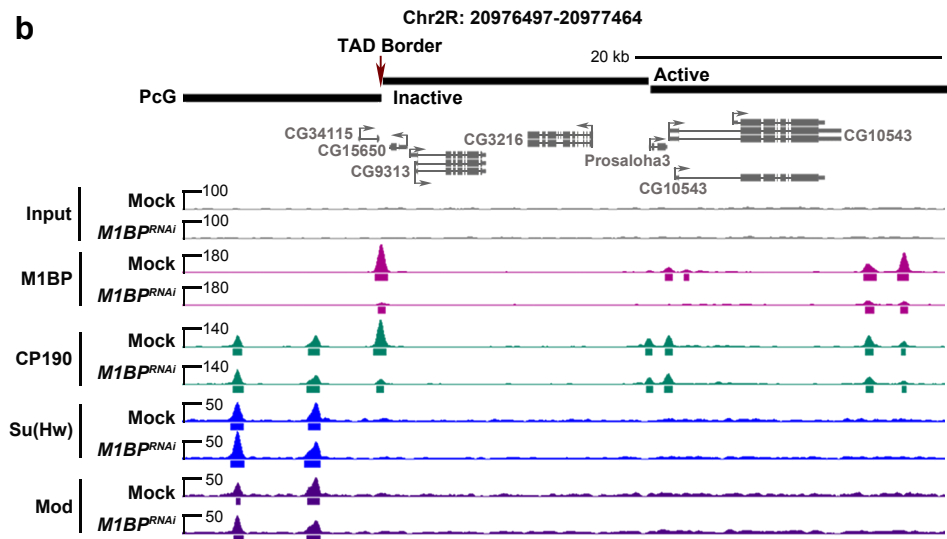 b
Chr2R: 20976497-20977464
TAD Border
20 kb
Active
PcG
Inactive
CG34115
CG15650
CG9313
CG3216
Prosaloha3
CG10543
CG10543
Input
Mock
100
M1BPRNAi
100
M1BP
Mock
180
M1BPRNAi
180
CP190
Mock
140
M1BPRNAi
140
Su(Hw)
Mock
50
M1BPRNAi
50
Mod
Mock
50
M1BPRNAi
50